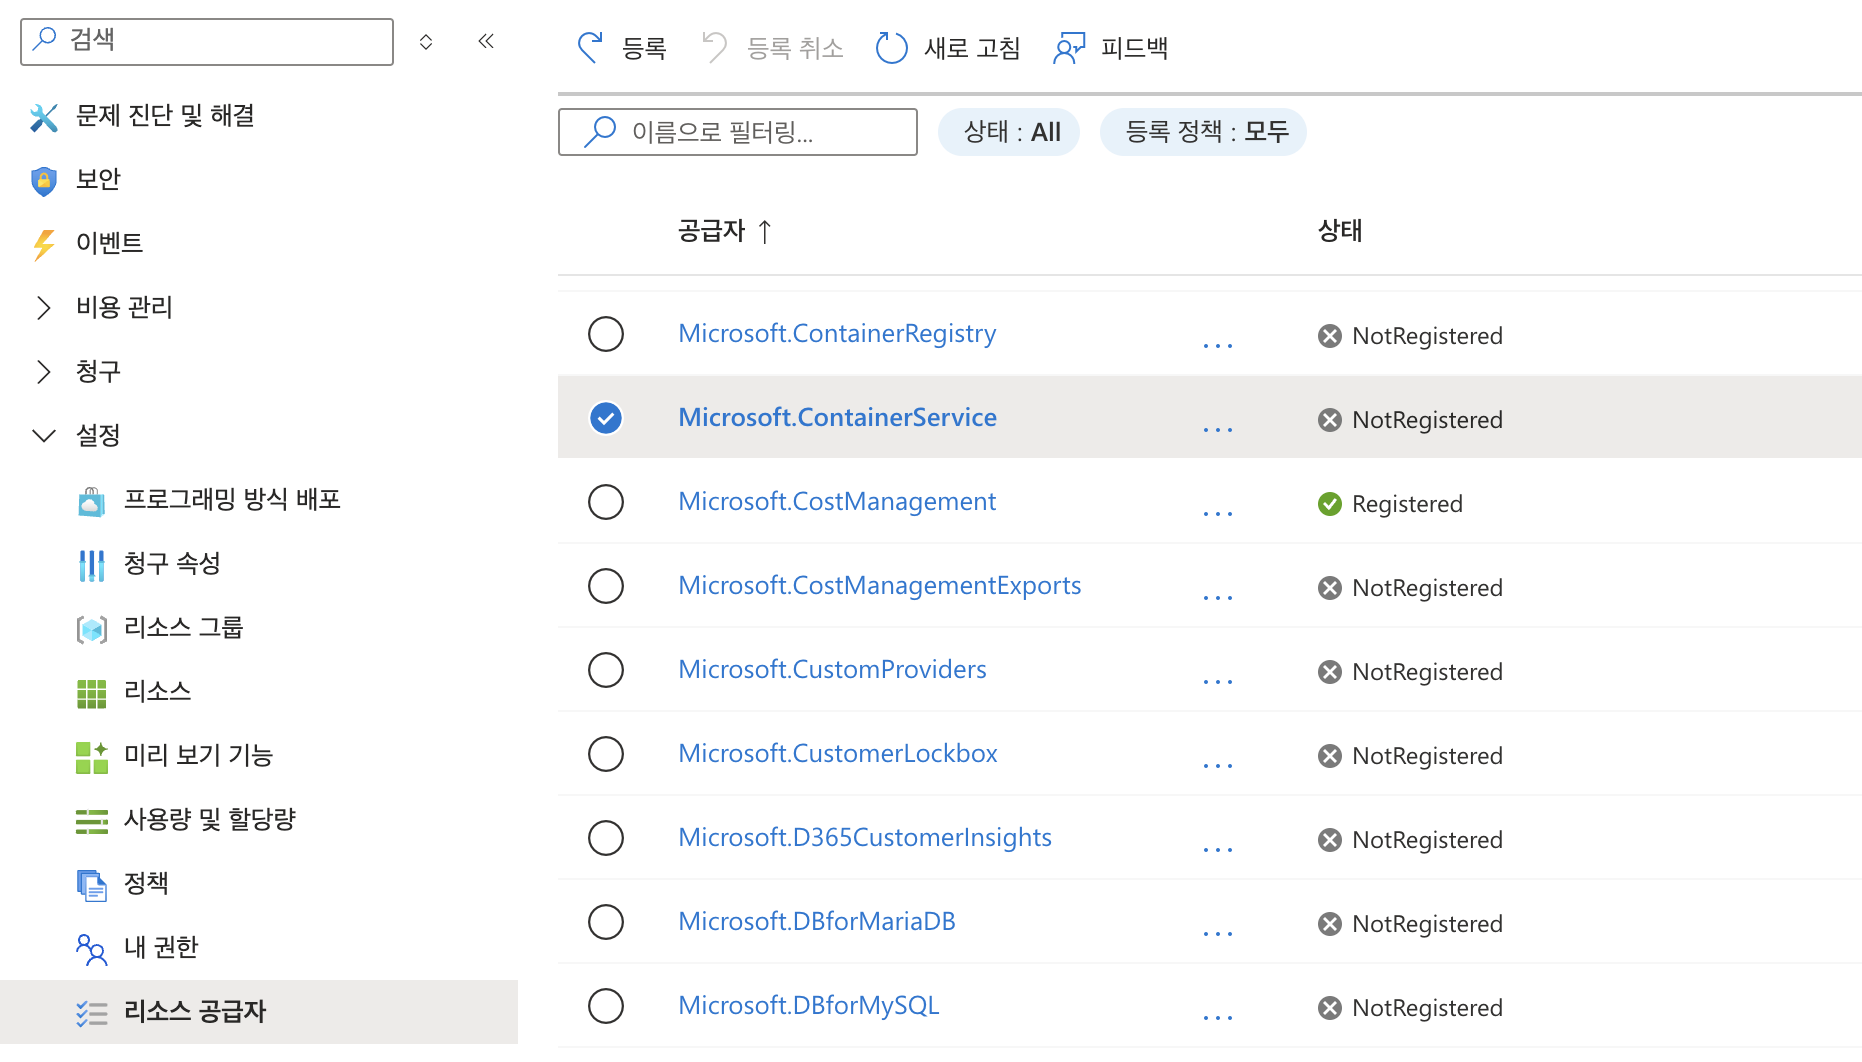 검색
문제 진단 및 해결
보안
이벤트
비용 관리
청구
설정
프로그래밍 방식 배포
청구 속성
리소스 그룹
리소스
미리 보기 기능
사용량 및 할당량
정책
내 권한
리소스 공급자
등록 등록 취소 새로 고침 피드백
이름으로 필터링... 상태 : All 등록 정책 : 모두
공급자 ↑ 상태
Microsoft.ContainerRegistry ... NotRegistered
Microsoft.ContainerService ... NotRegistered
Microsoft.CostManagement ... Registered
Microsoft.CostManagementExports ... NotRegistered
Microsoft.CustomProviders ... NotRegistered
Microsoft.CustomerLockbox ... NotRegistered
Microsoft.D365CustomerInsights ... NotRegistered
Microsoft.DBforMariaDB ... NotRegistered
Microsoft.DBforMySQL ... NotRegistered